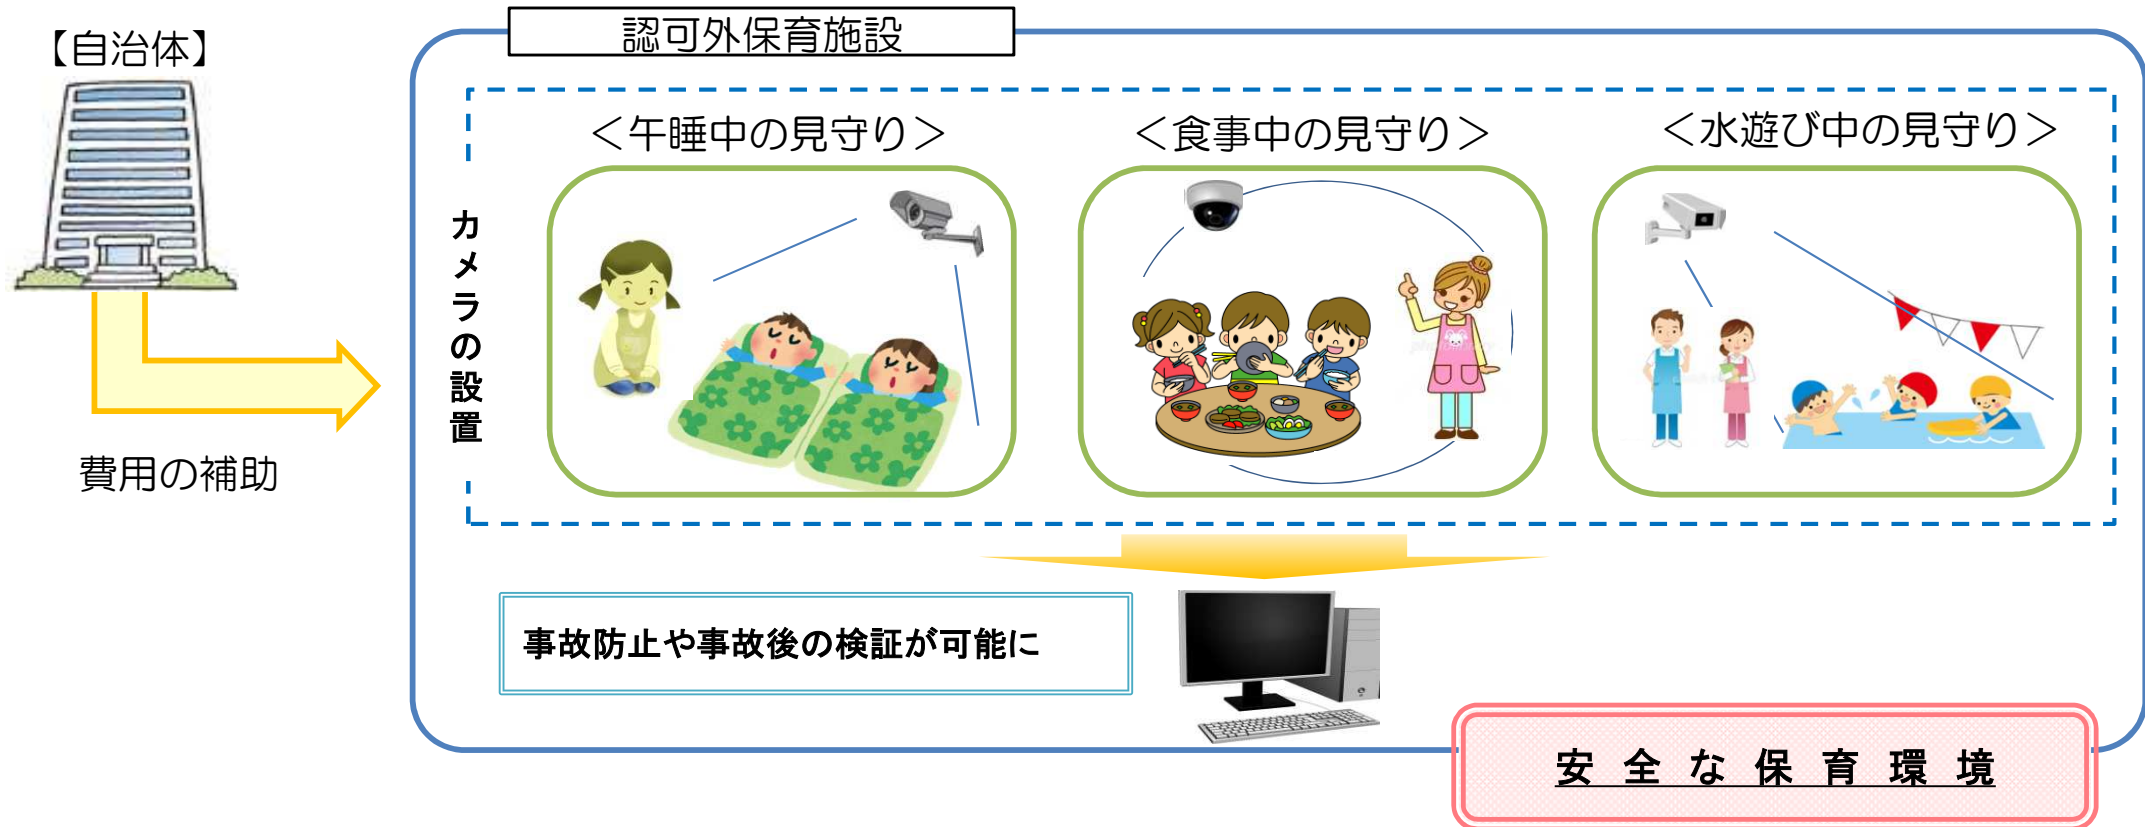 認可外保育施設
【自治体】
<午睡中の見守り>
<食事中の見守り>
<水遊び中の見守り>
カメラの設置
費用の補助
事故防止や事故後の検証が可能に
安全な保育環境